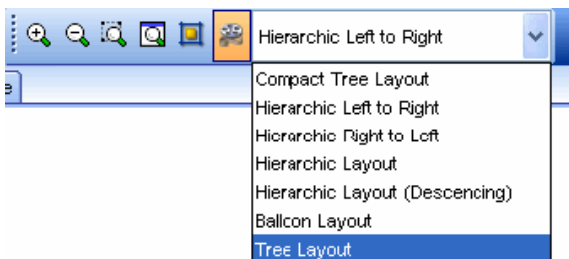 Hierarchic Left to Right
e
Compact Tree Layout
Hierarchic Left to Right
Hierarchic Right to Left
Hierarchic Layout
Hierarchic Layout (Descencing)
Ballcon Layout
Tree Layout